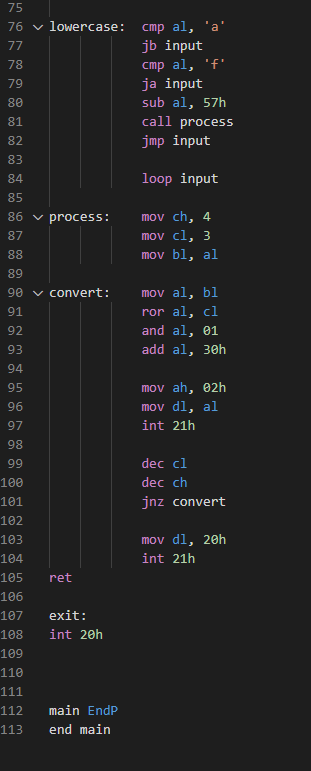 75
76 lowercase: cmp al, 'a'
77 jb input
78 cmp al, 'f'
79 ja input
80 sub al, 57h
81 call process
82 jmp input
83
84 loop input
85
86 process: mov ch, 4
87 mov cl, 3
88 mov bl, al
89
90 convert: mov al, bl
91 ror al, cl
92 and al, 01
93 add al, 30h
94
95 mov ah, 02h
96 mov dl, al
97 int 21h
98
99 dec cl
100 dec ch
101 jnz convert
102
103 mov dl, 20h
104 int 21h
105 ret
106
107 exit:
108 int 20h
109
110
111
112 main EndP
113 end main